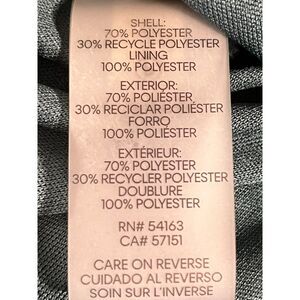 SHELL:
70% POLYESTER
30% RECYCLE POLYESTER
LINING
100% POLYESTER
EXTERIOR:
70% POLIÉSTER
30% RECICLAR POLIÉSTER
FORRO
100% POLIÉSTER
EXTÉRIEUR:
70% POLYESTER
30% RECYCLER POLYESTER
DOUBLURE
100% POLYESTER
RN# 54163
CA# 57151
CARE ON REVERSE
CUIDADO AL REVERSO
SOIN SUR L'INVERSE